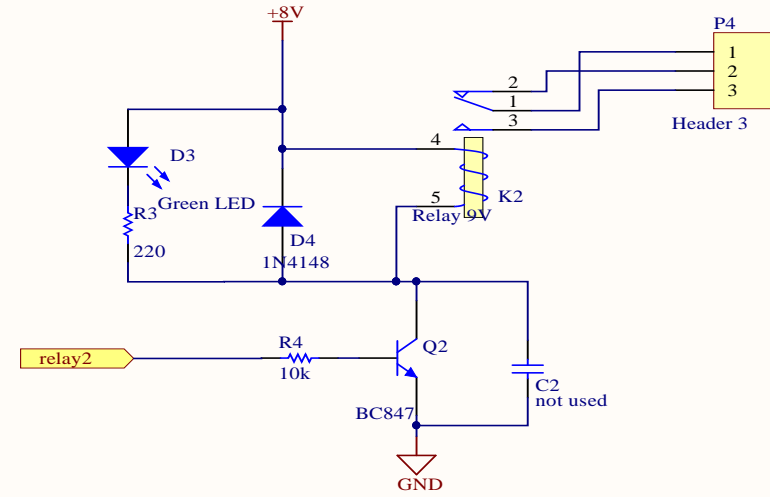 +8V
P4
1
2
3
Header 3
2
1
3
4
5
K2
Relay 9V
D3
Green LED
R3
220
D4
1N4148
relay2
R4
10k
Q2
BC847
C2
not used
GND